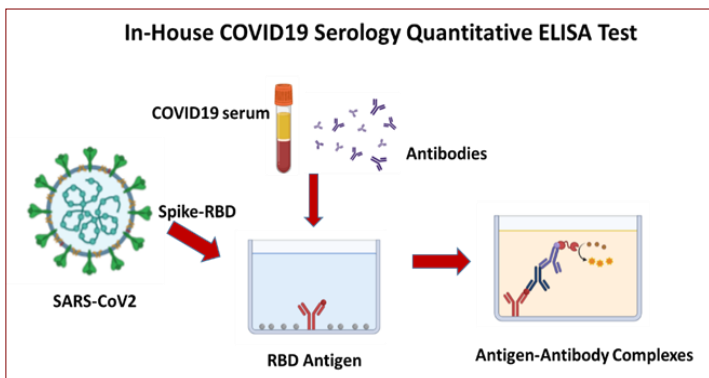 In-House COVID19 Serology Quantitative ELISA Test
COVID19 serum
Antibodies
Spike-RBD
SARS-CoV2
RBD Antigen
Antigen-Antibody Complexes